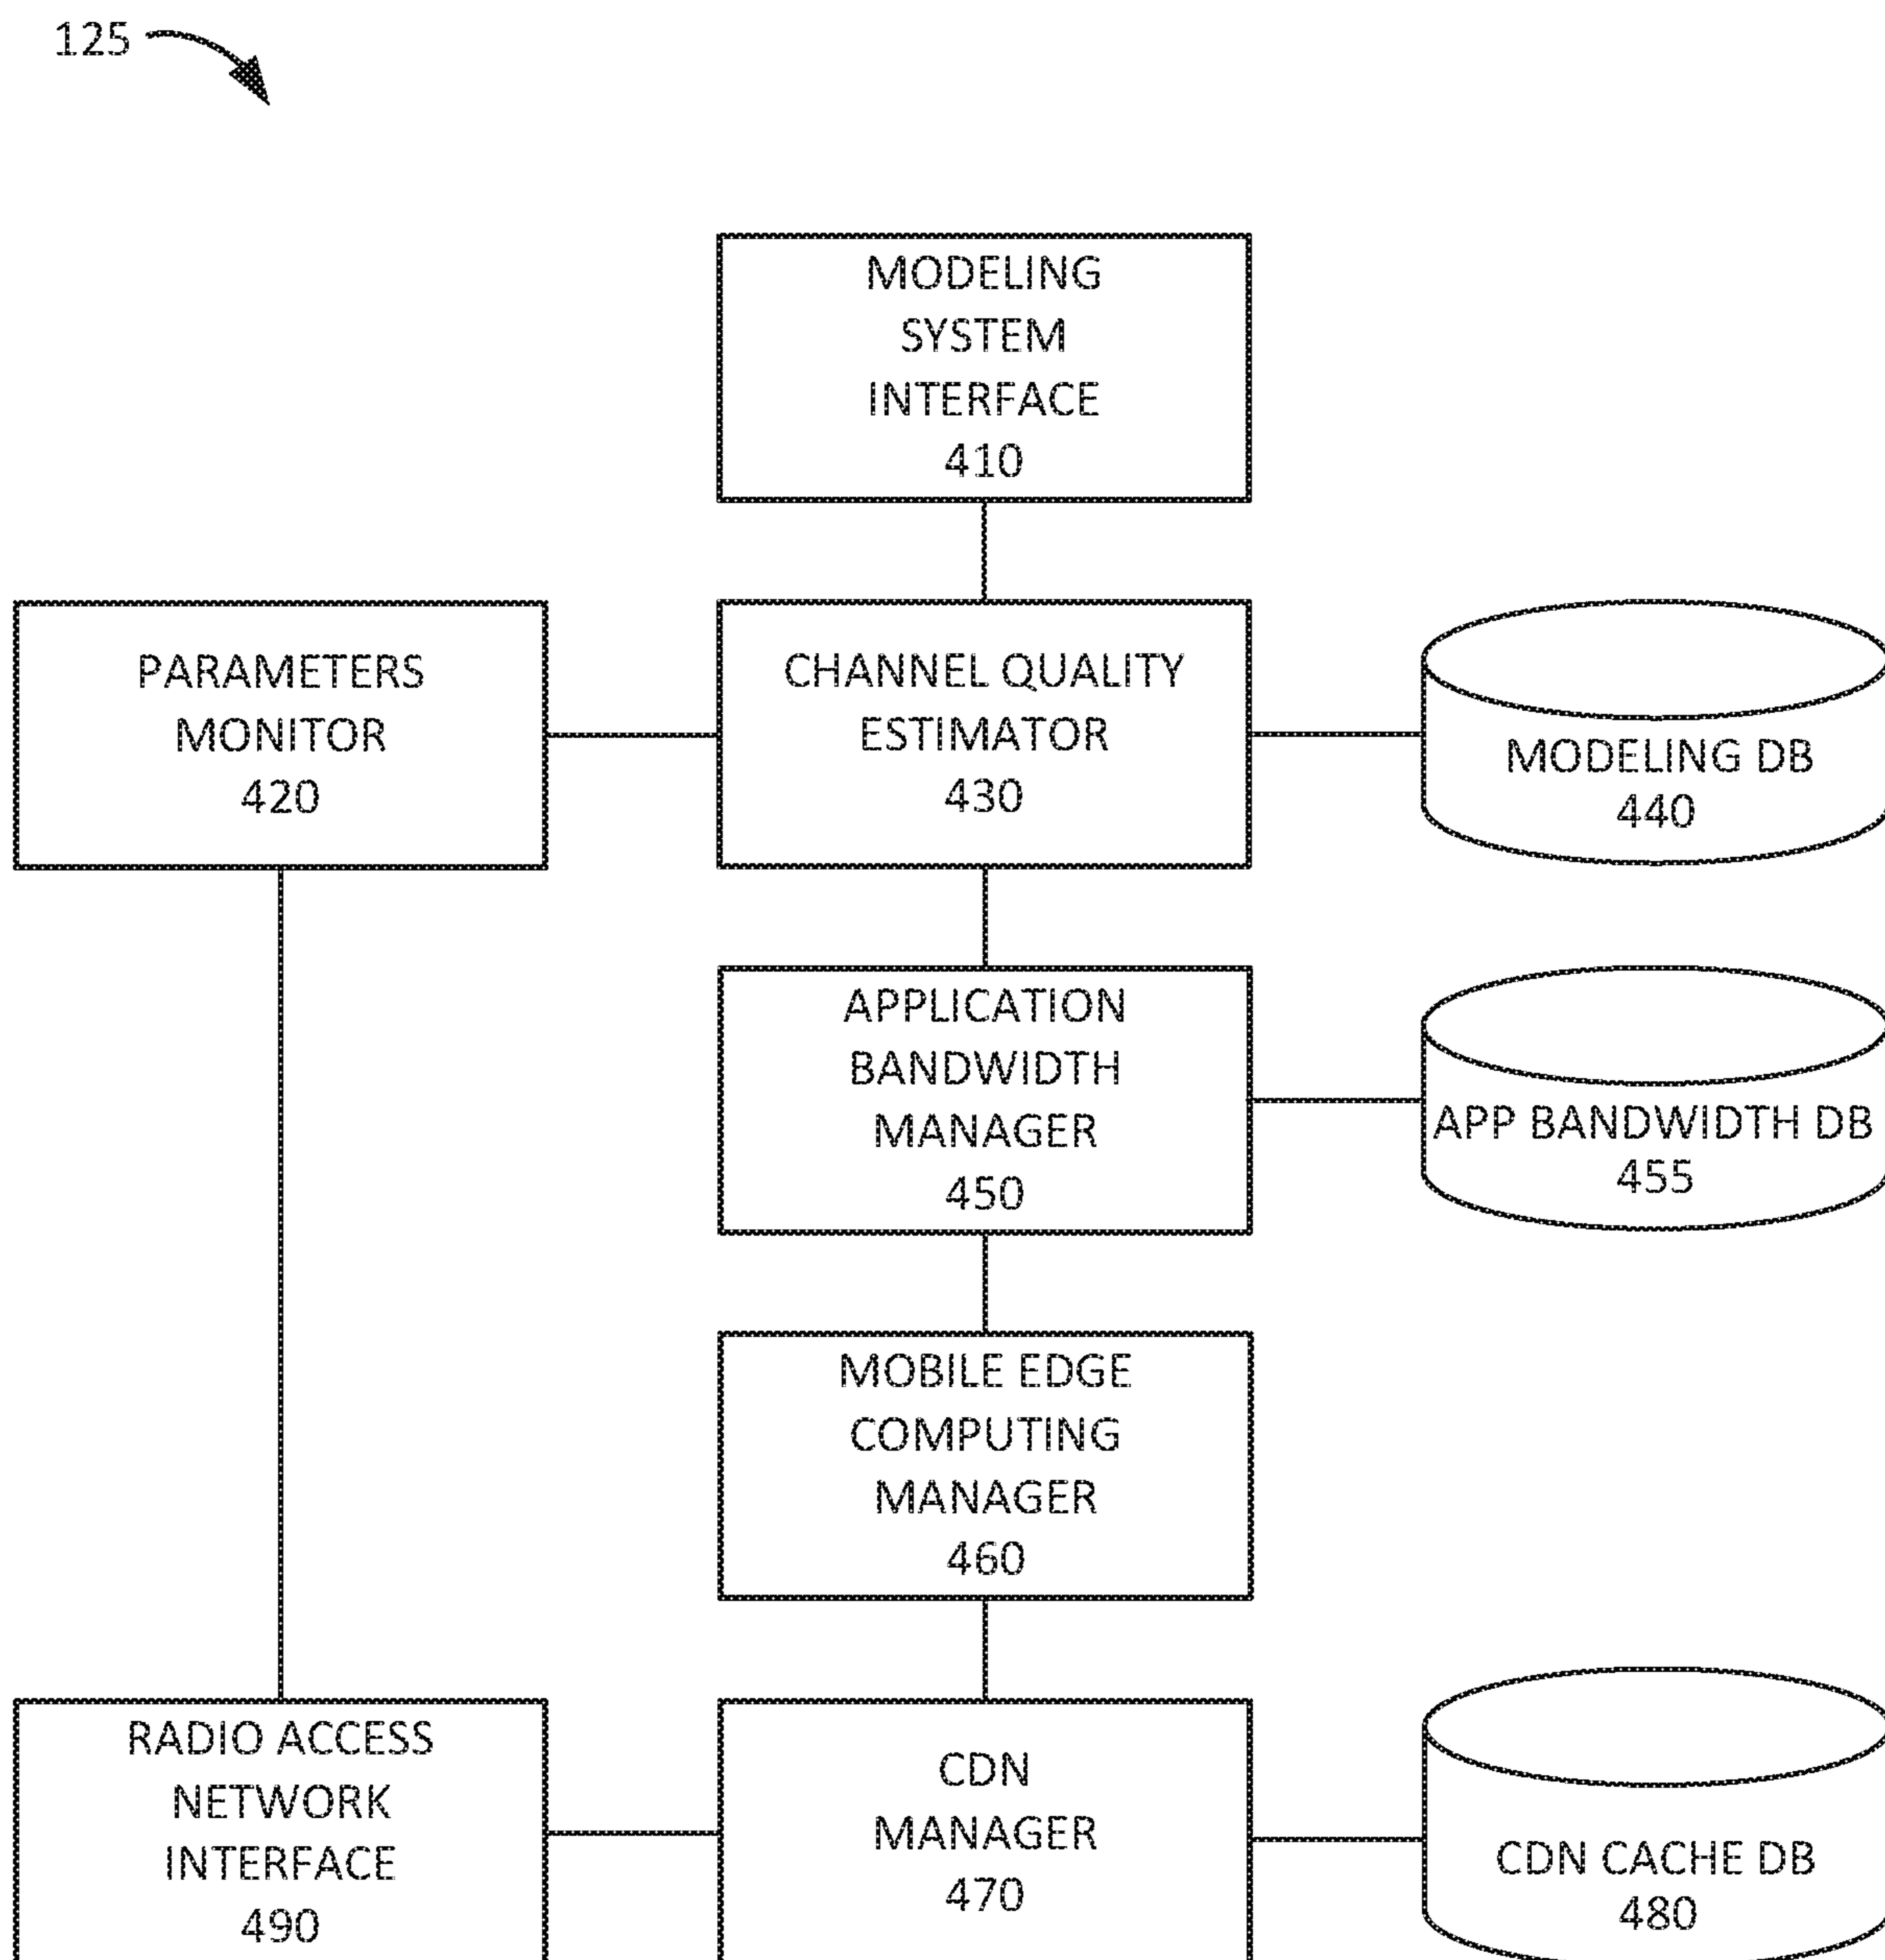 125
MODELING
SYSTEM
INTERFACE
410
PARAMETERS
MONITOR
420
CHANNEL QUALITY
ESTIMATOR
430
MODELING DB
440
APPLICATION
BANDWIDTH
MANAGER
450
APP BANDWIDTH DB
455
MOBILE EDGE
COMPUTING
MANAGER
460
RADIO ACCESS
NETWORK
INTERFACE
490
CDN
MANAGER
470
CDN CACHE DB
480